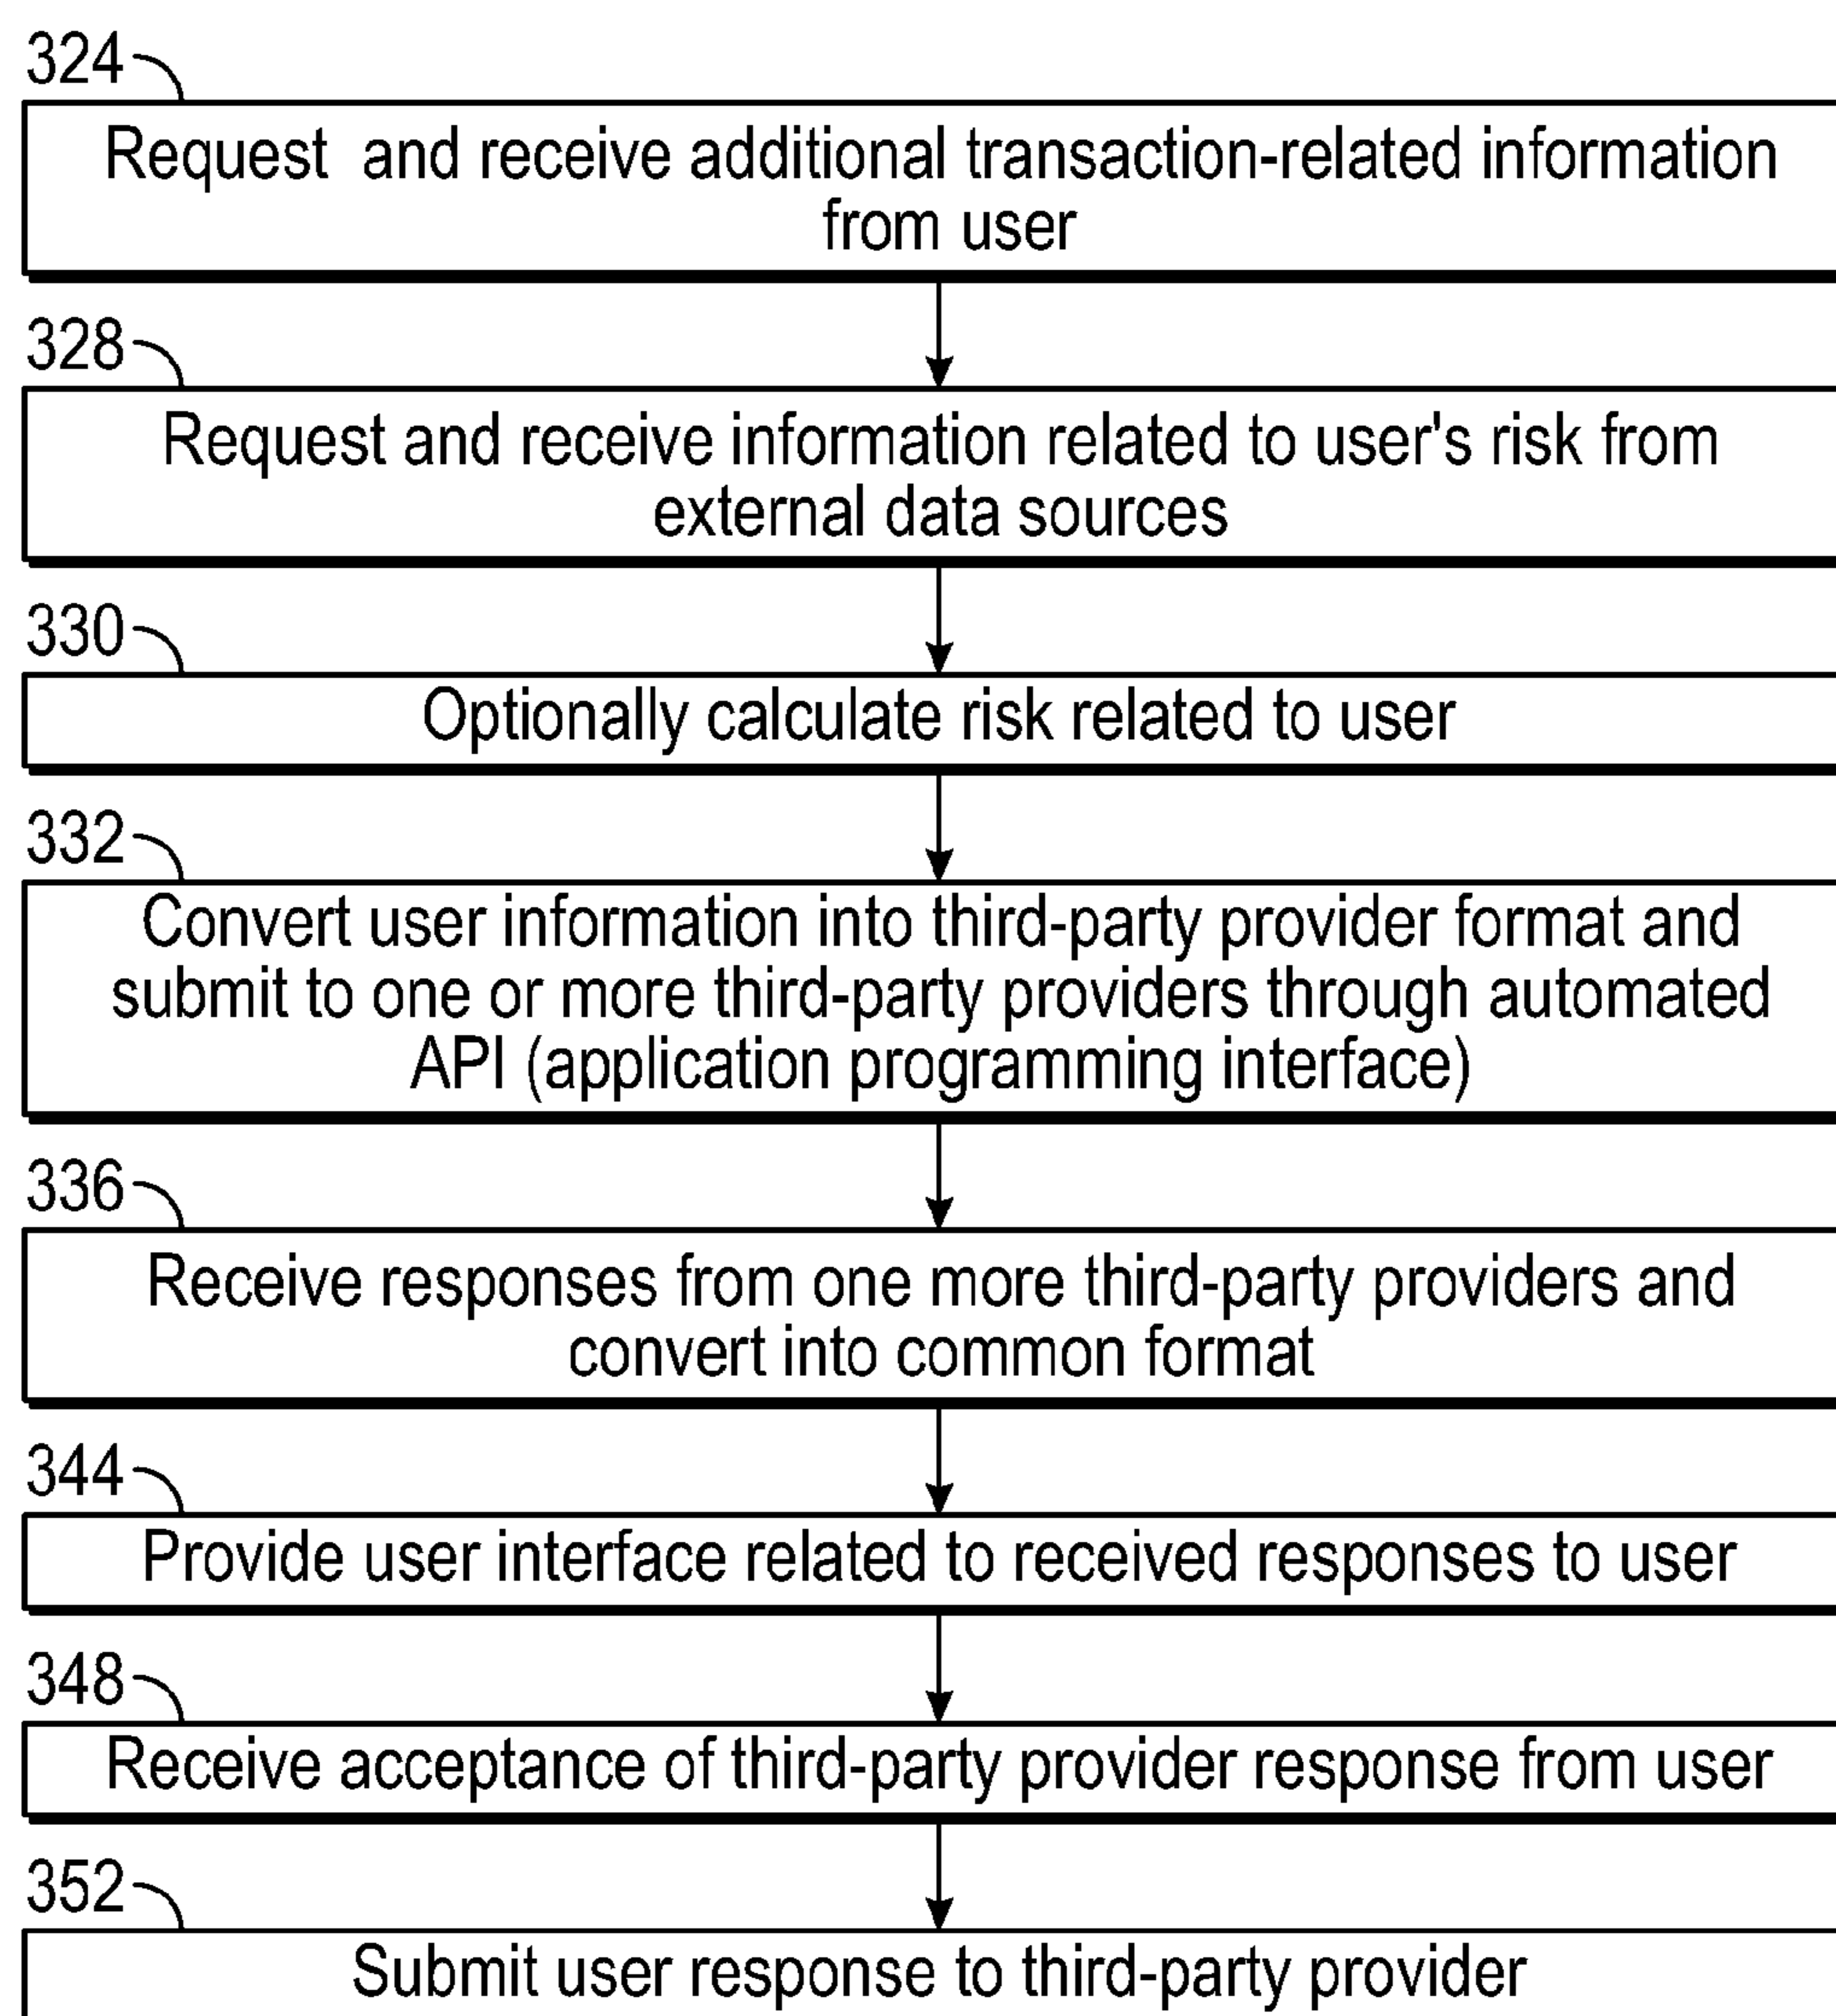 324
Request and receive additional transaction-related information
from user
328
Request and receive information related to user's risk from
external data sources
330
Optionally calculate risk related to user
332
Convert user information into third-party provider format and
submit to one or more third-party providers through automated
API (application programming interface)
336
Receive responses from one more third-party providers and
convert into common format
344
Provide user interface related to received responses to user
348
Receive acceptance of third-party provider response from user
352
Submit user response to third-party provider